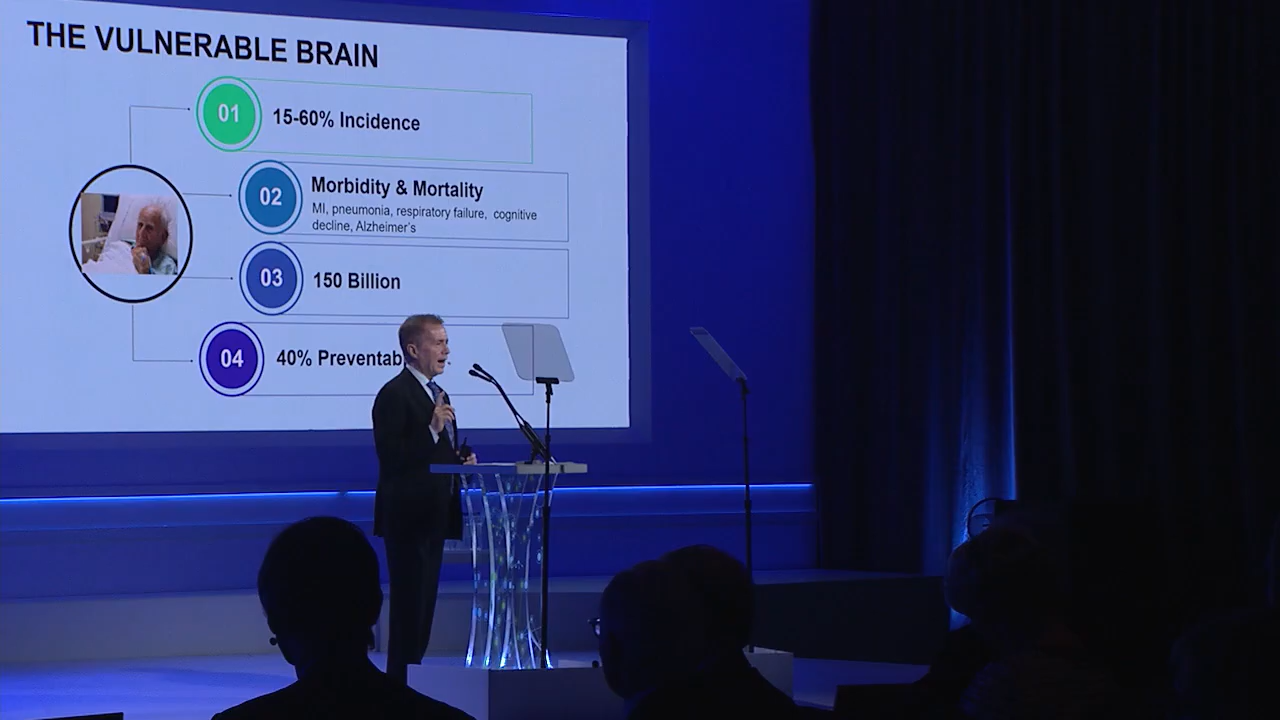 THE VULNERABLE BRAIN
01
15-60% Incidence
02
Morbidity & Mortality
MI, pneumonia, respiratory failure, cognitive
decline, Alzheimer's
03
150 Billion
04
40% Preventab